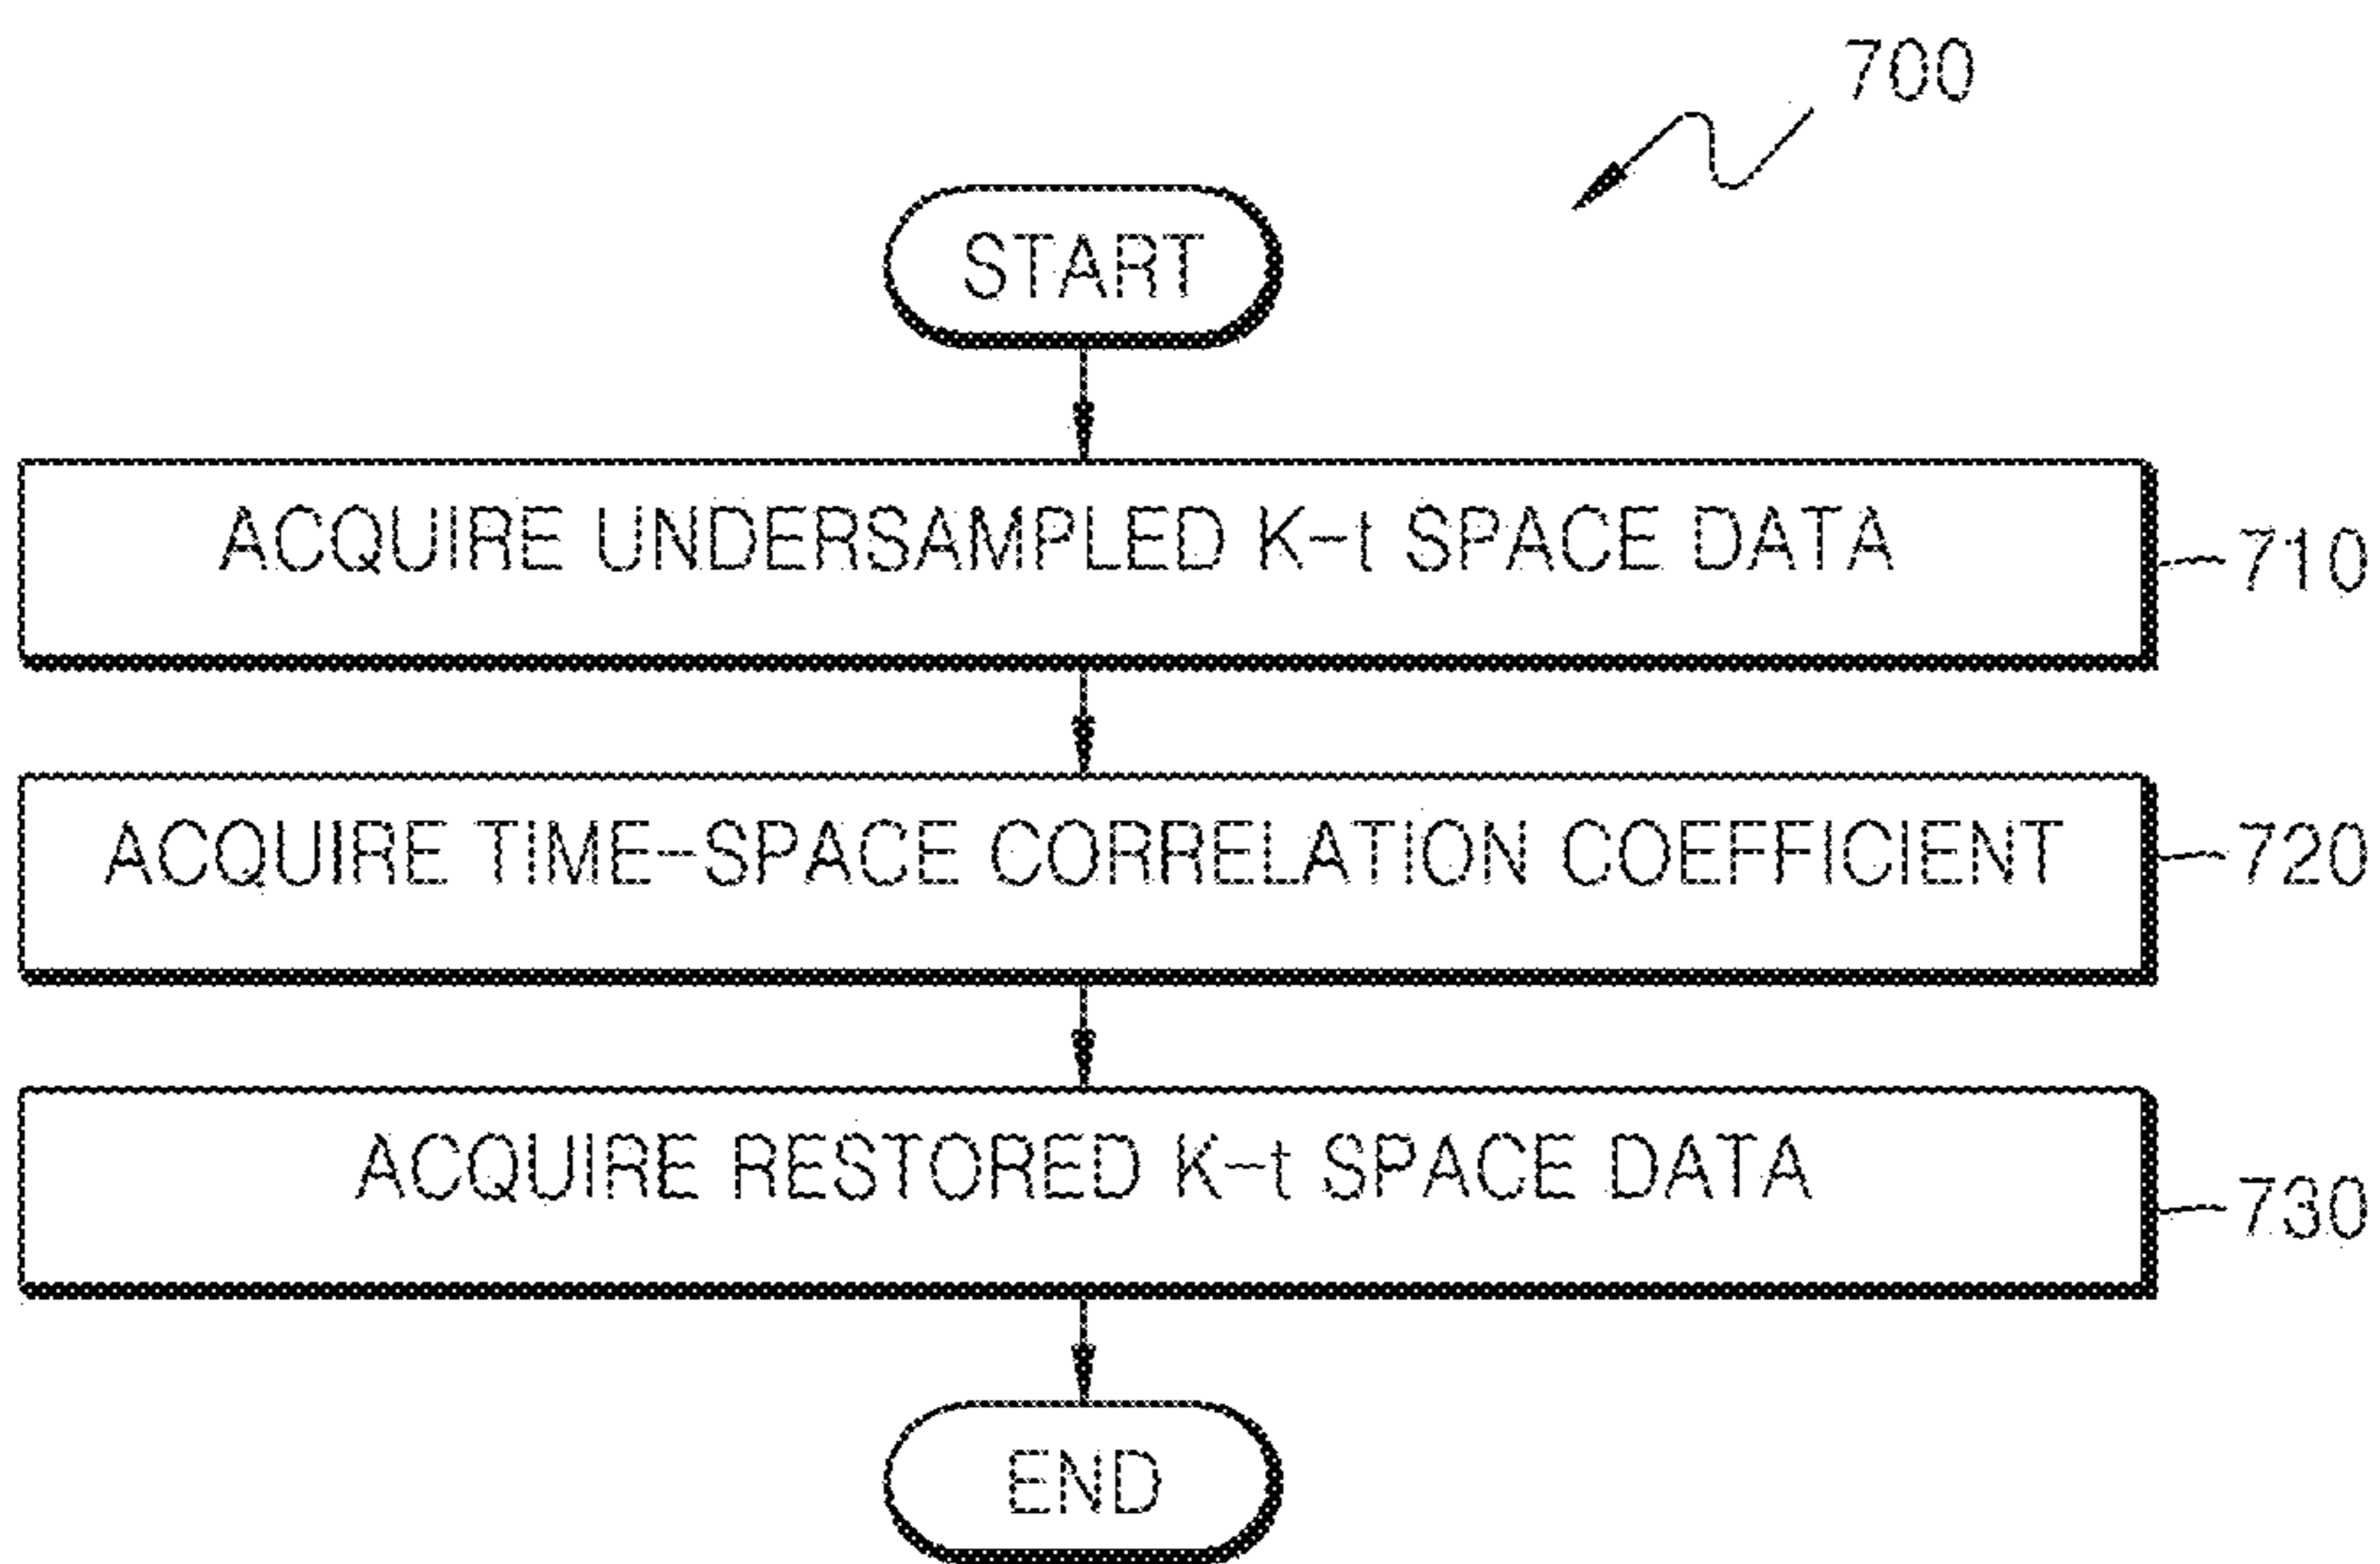 700
START
ACQUIRE UNDERSAMPLED K-t SPACE DATA
710
ACQUIRE TIME-SPACE CORRELATION COEFFICIENT
720
ACQUIRE RESTORED K-t SPACE DATA
730
END